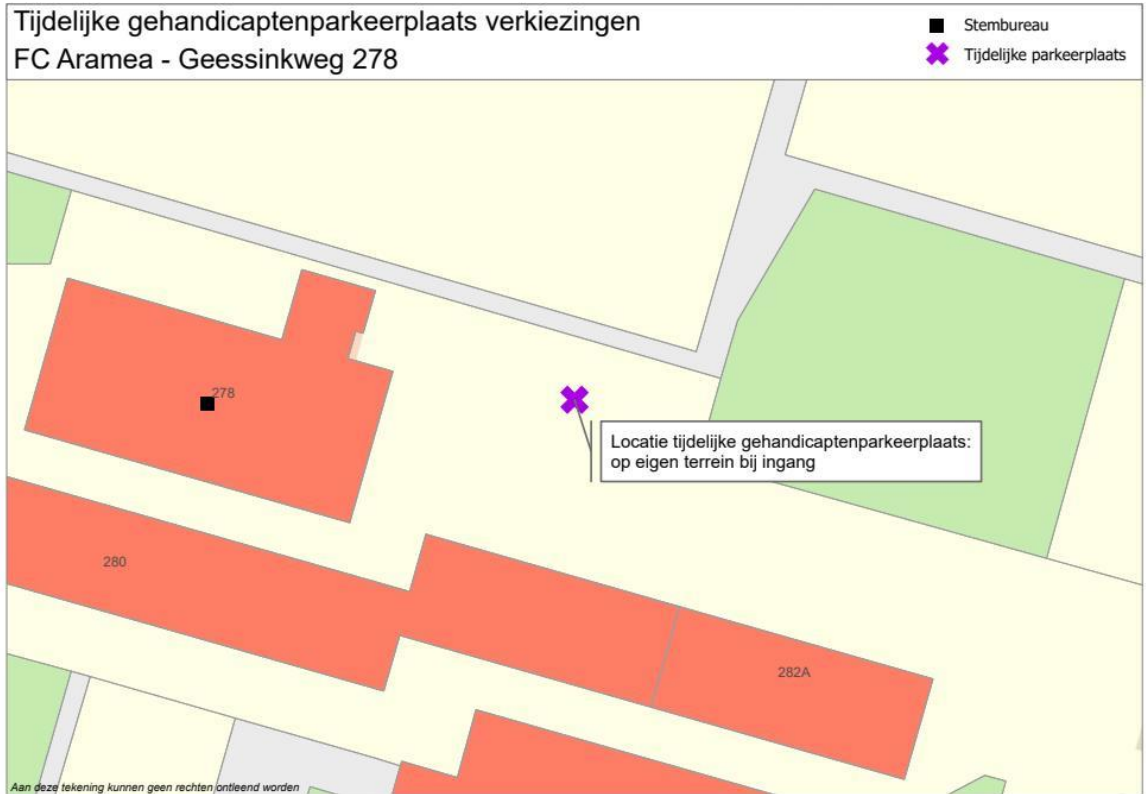 Tijdelijke gehandicaptenparkeerplaats verkiezingen
FC Aramea - Geessinkweg 278
Stembureau
Tijdelijke parkeerplaats
278
Locatie tijdelijke gehandicaptenparkeerplaats:
op eigen terrein bij ingang
280
282A
Aan deze tekening kunnen geen rechten ontleend worden